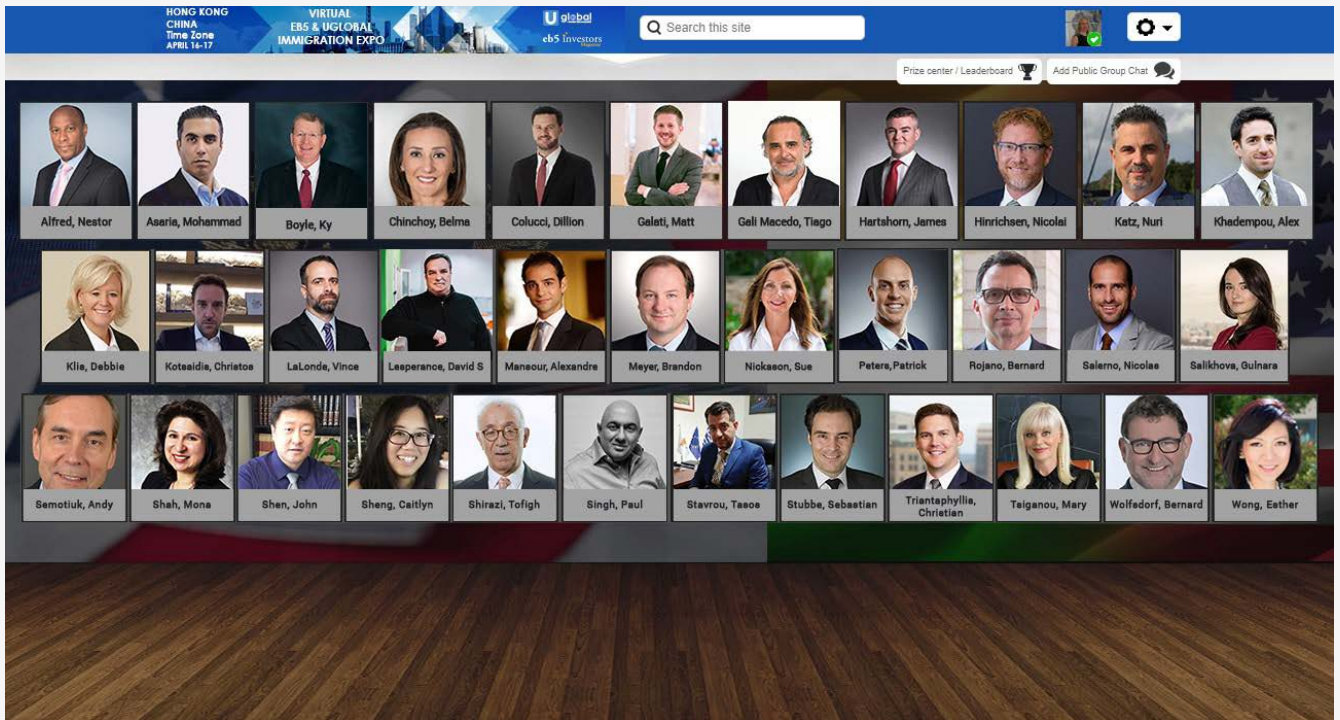 HONG KONG
CHINA
Time Zone
APRIL 16-17
VIRTUAL
EB5 & UGLOBAL
IMMIGRATION EXPO
U global
eb5 investors
Magazine
Search this site
Prize center / Leaderboard
Add Public Group Chat
Alfred, Nestor
Asaria, Mohammad
Boyle, Ky
Chinchoy, Belma
Colucci, Dillion
Galati, Matt
Gali Macedo, Tiago
Hartshorn, James
Hinrichsen, Nicolai
Katz, Nuri
Khadempou, Alex
Klis, Debbie
Kotsaidis, Christos
LaLonde, Vince
Lesperance, David S
Mansour, Alexandre
Meyer, Brandon
Nickason, Sue
Peters, Patrick
Rojano, Bernard
Salerno, Nicolas
Salikhova, Gulnara
Semotiuk, Andy
Shah, Mona
Shen, John
Sheng, Caitlyn
Shirazi, Tofigh
Singh, Paul
Stavrou, Tasos
Stubbe, Sebastian
Triantaphyllis,
Christian
Tsiganou, Mary
Wolfsdorf, Bernard
Wong, Esther